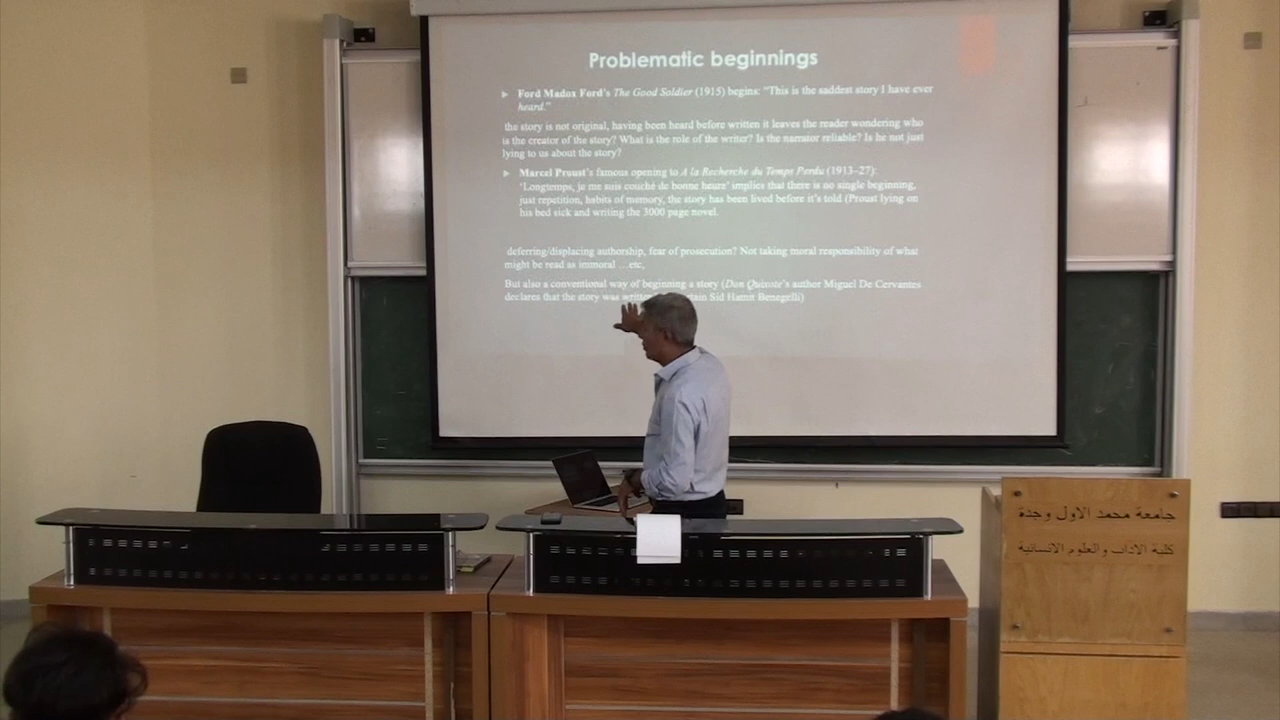 Problematic beginnings
Ford Madox Ford's The Good Soldier (1915) begins: "This is the saddest story I have ever
heard."
the story is not original, having been heard before written it leaves the reader wondering who
is the creator of the story? What is the role of the writer? Is the narrator reliable? Is he not just
lying to us about the story?
Marcel Proust's famous opening to A la Recherche du Temps Perdu (1913–27):
'Longtemps, je me suis couché de bonne heure' implies that there is no single beginning,
just repetition, habits of memory, the story has been lived before it's told (Proust lying on
his bed sick and writing the 3000 page novel.
deferring/displacing authorship, fear of prosecution? Not taking moral responsibility of what
might be read as immoral …etc,
But also a conventional way of beginning a story (Don Quixote's author Miguel De Cervantes
declares that the story was Sid Hamet Benegelli)
جامعة محمد الاول وجدة
كلية الاداب والعلوم الانسانية